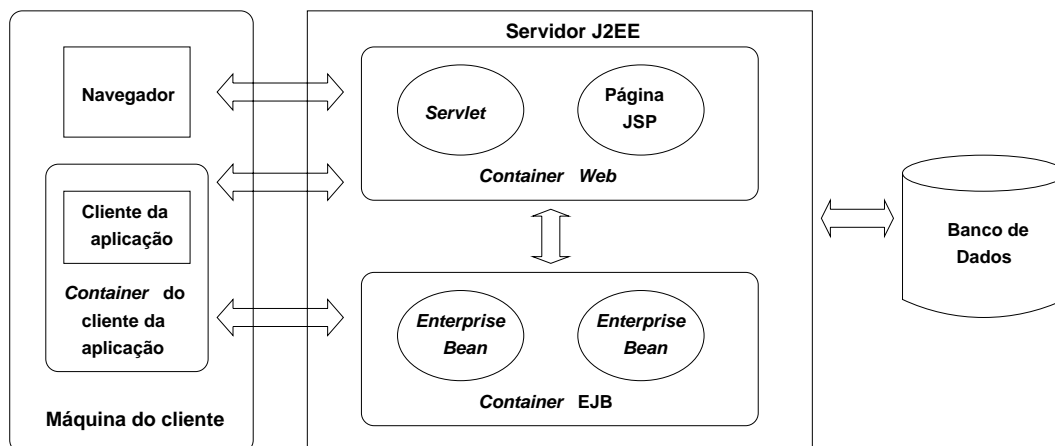 Servidor J2EE
Navegador
Servlet
Página
JSP
Container Web
Cliente da
aplicação
Container do
cliente da
aplicação
Máquina do cliente
Enterprise
Bean
Enterprise
Bean
Container EJB
Banco de
Dados